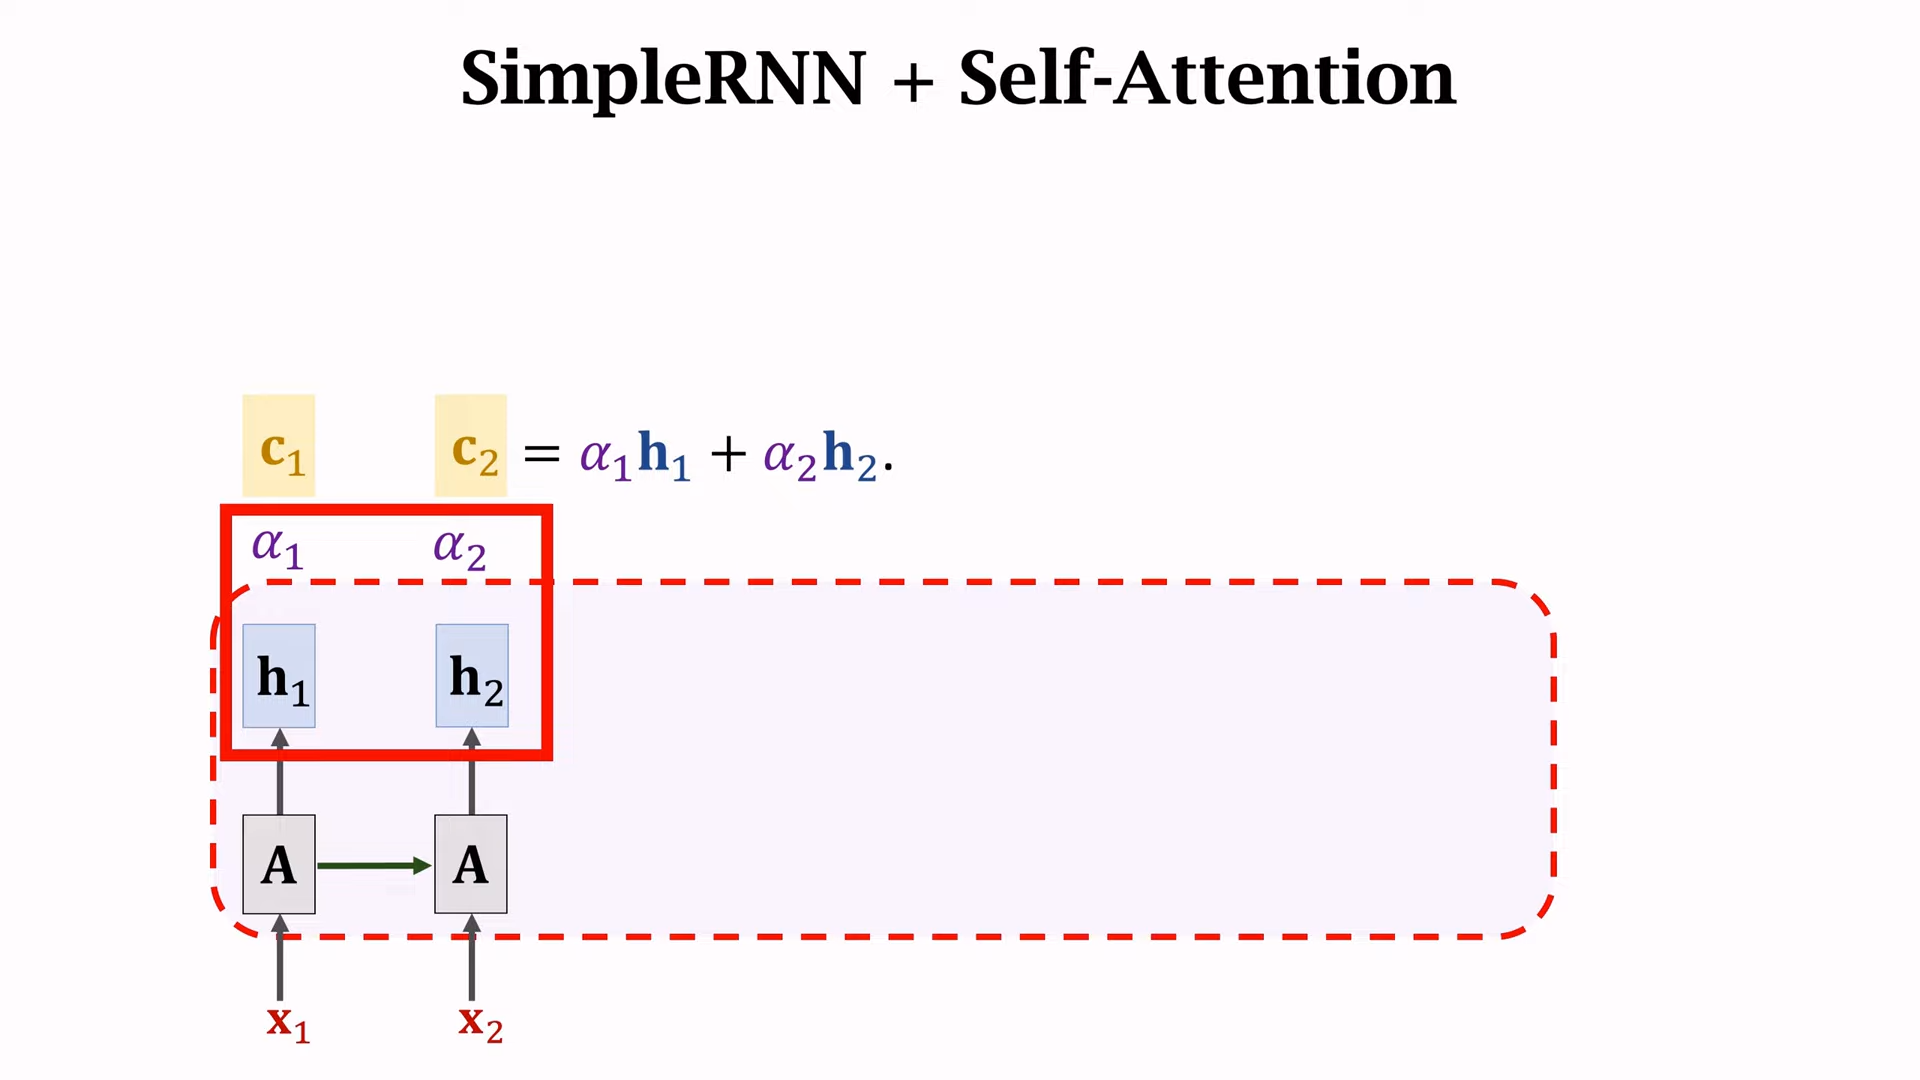 SimpleRNN + Self-Attention
c₁ c₂ = α₁h₁ + α₂h₂.
α₁ α₂
h₁ h₂
A A
x₁ x₂